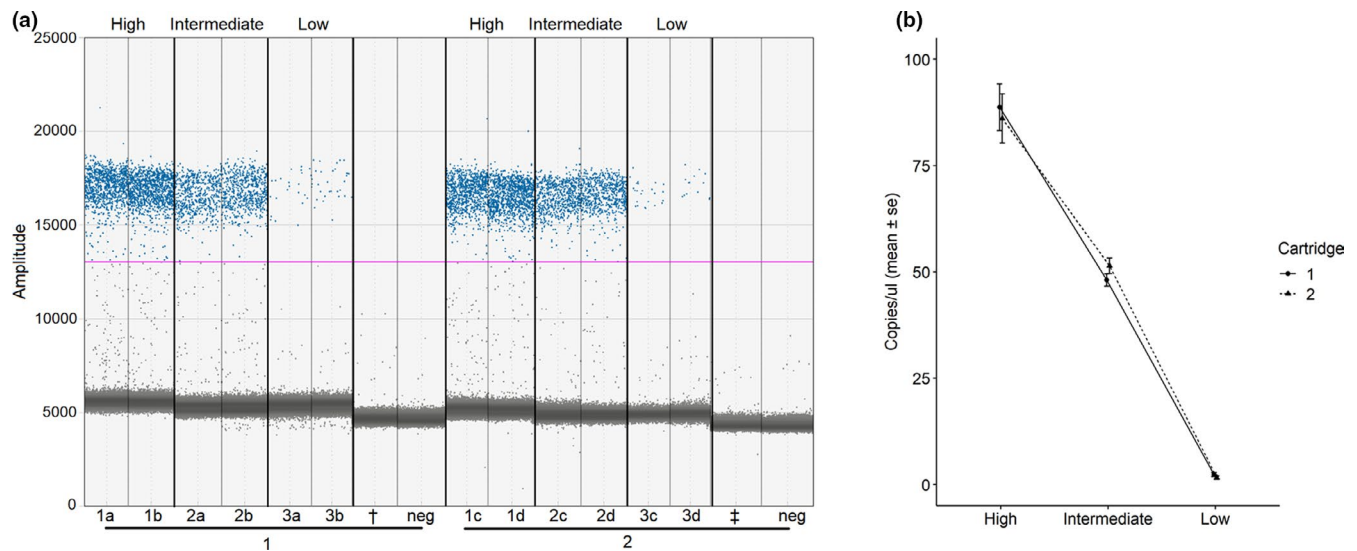 (a)
High Intermediate Low High Intermediate Low
25000
20000
15000
10000
5000
0
Amplitude
1a 1b 2a 2b 3a 3b † neg 1c 1d 2c 2d 3c 3d ‡ neg
1 2
(b)
100
75
50
25
0
Copies/ul (mean ± se)
High Intermediate Low
Cartridge
1
2